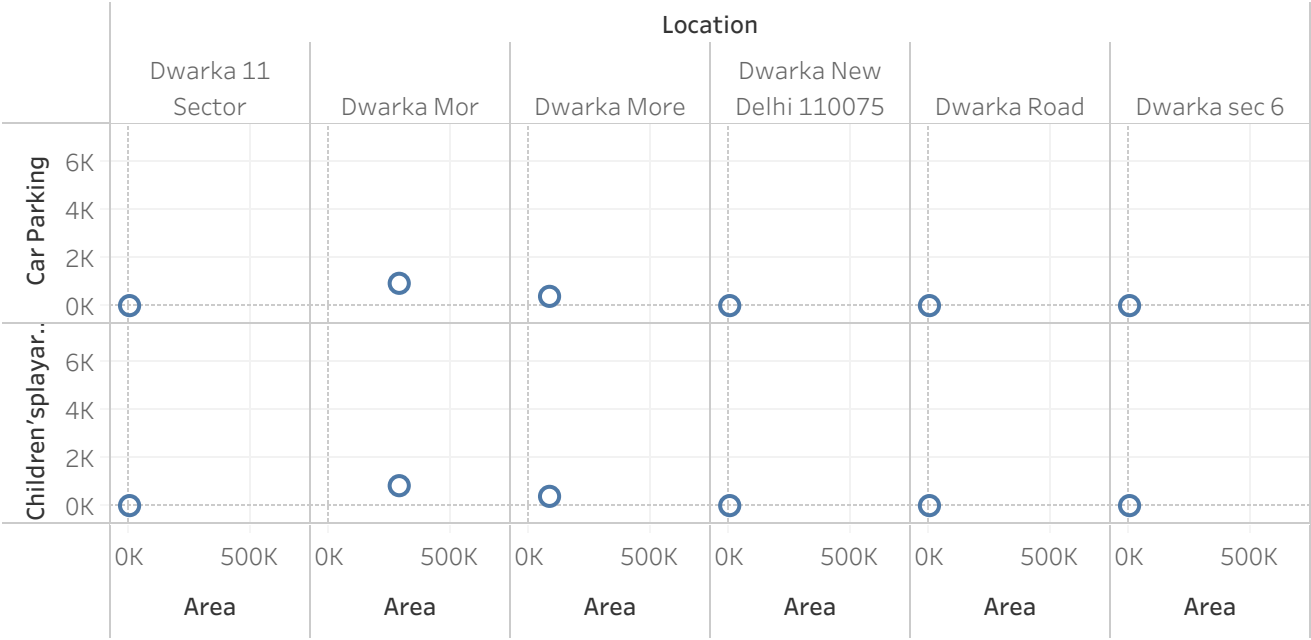 Location
Dwarka 11
Sector
Dwarka Mor
Dwarka More
Dwarka New
Delhi 110075
Dwarka Road
Dwarka sec 6
Car Parking
6K
4K
2K
0K
Children'splayar..
6K
4K
2K
0K
0K 500K 0K 500K 0K 500K 0K 500K 0K 500K 0K 500K
Area Area Area Area Area Area